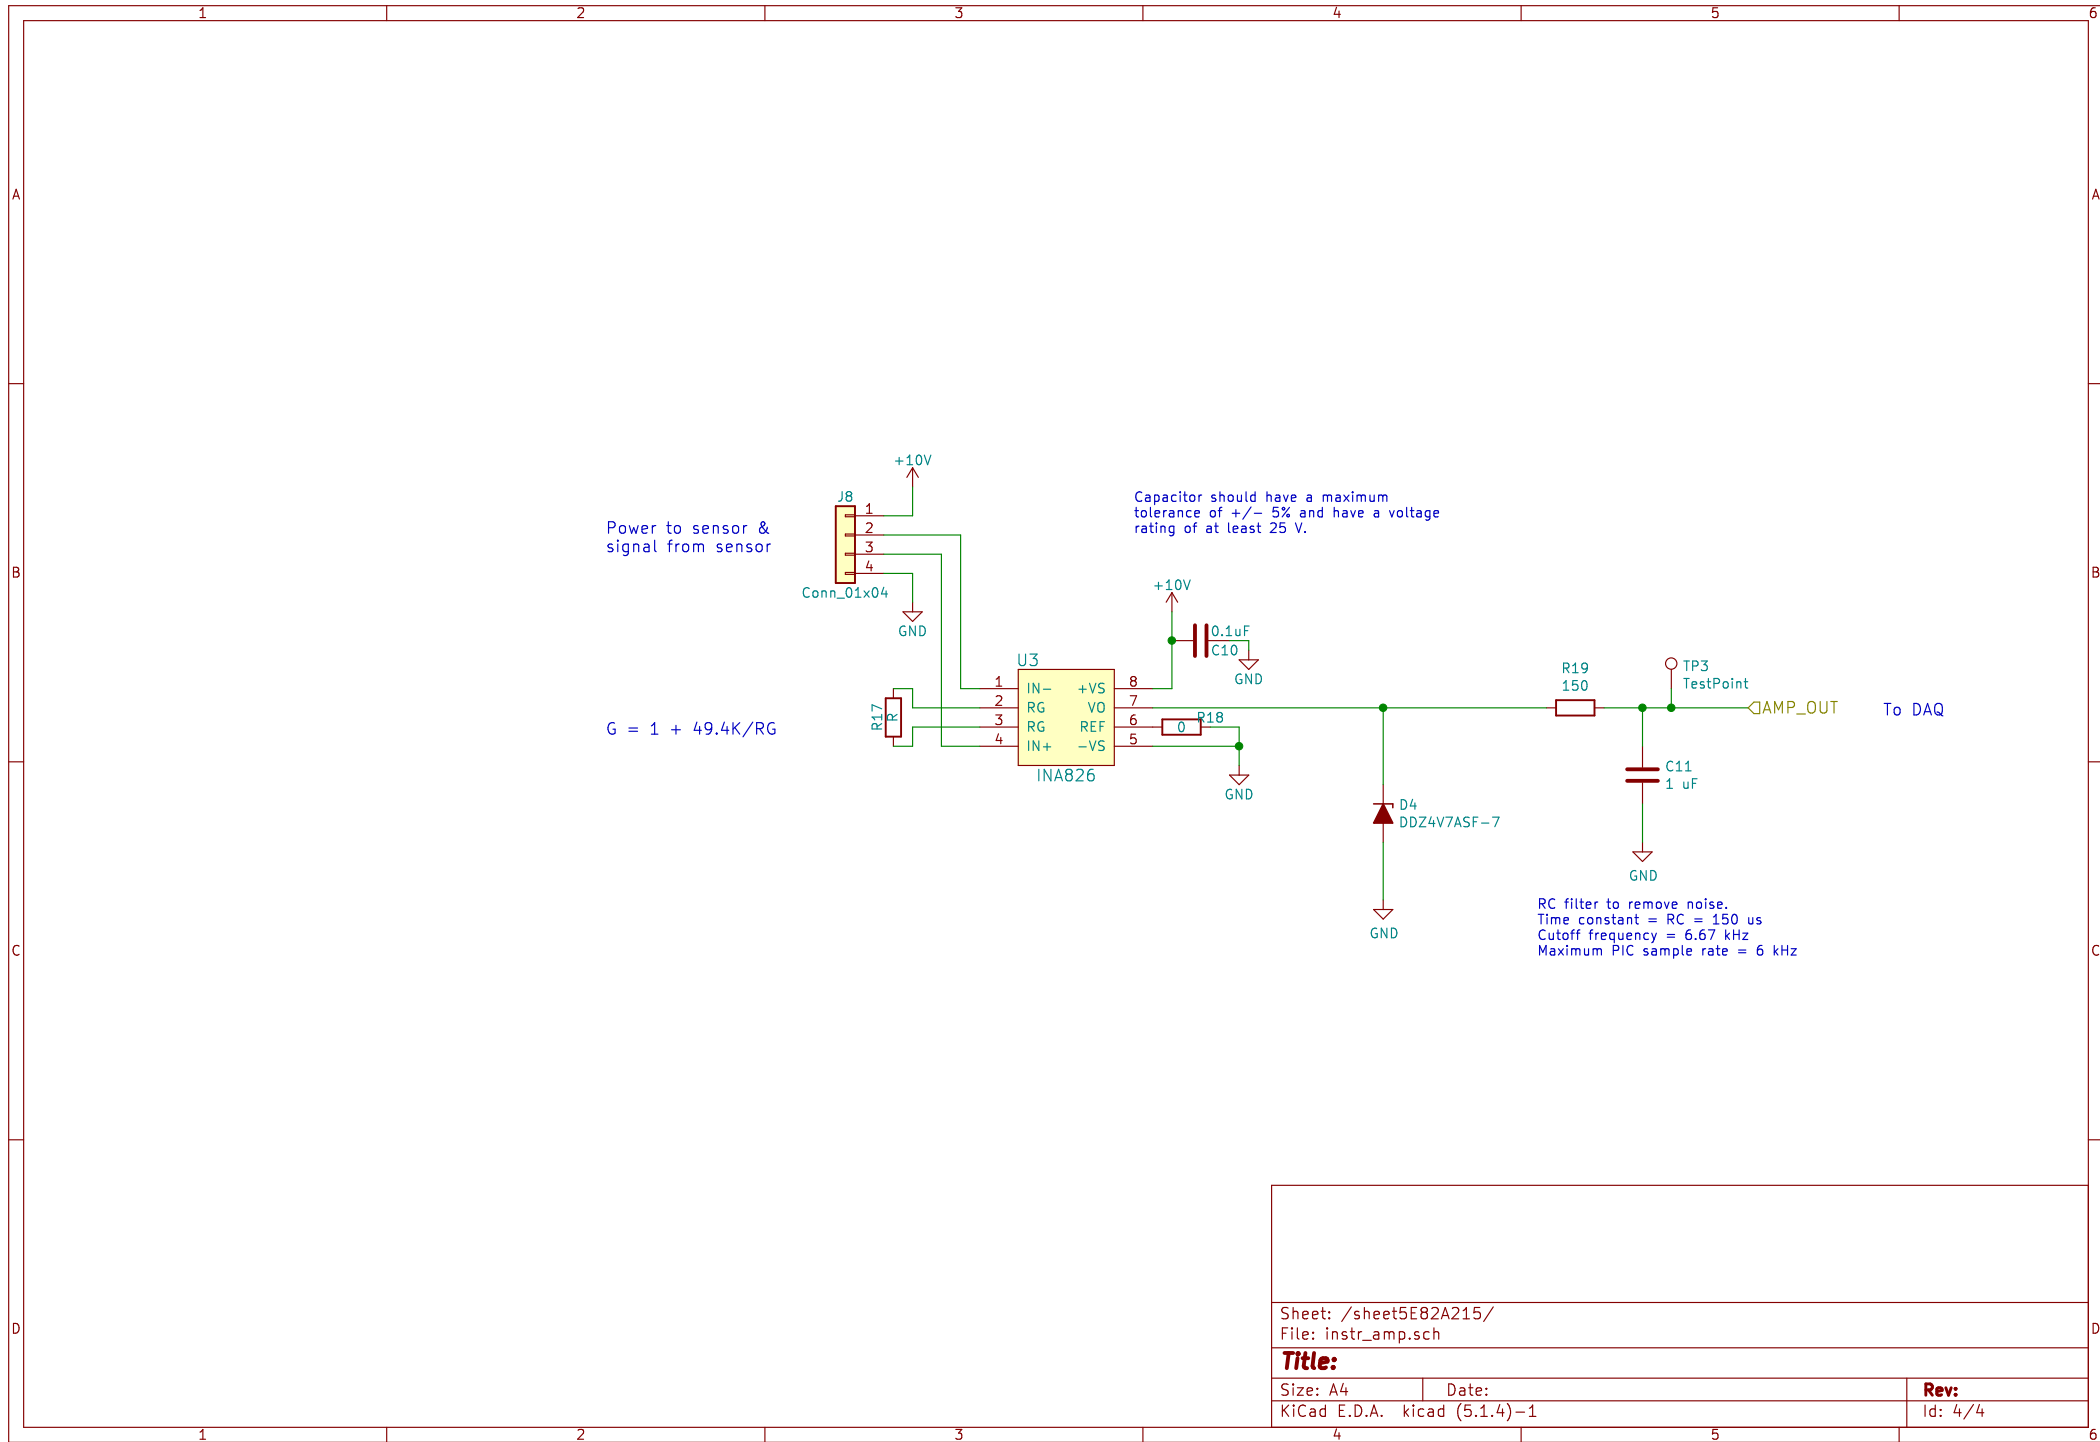 1 2 3 4 5 6
A A
+10V
J8
1
2
3
4
Conn_01x04
Power to sensor &
signal from sensor
GND
Capacitor should have a maximum
tolerance of +/- 5% and have a voltage
rating of at least 25 V.
B B
+10V
0.1uF
C10
GND
U3
1 IN- +VS 8
2 RG VO 7
3 RG REF 6
4 IN+ -VS 5
INA826
R17
R
G = 1 + 49.4K/RG
R18
0
GND
R19
150
TP3
TestPoint
AMP_OUT
To DAQ
C11
1 uF
GND
D4
DDZ4V7ASF-7
GND
RC filter to remove noise.
Time constant = RC = 150 us
Cutoff frequency = 6.67 kHz
Maximum PIC sample rate = 6 kHz
C C
D D
Sheet: /sheet5E82A215/
File: instr_amp.sch
Title:
Size: A4 Date: Rev:
KiCad E.D.A. kicad (5.1.4)-1 Id: 4/4
1 2 3 4 5 6